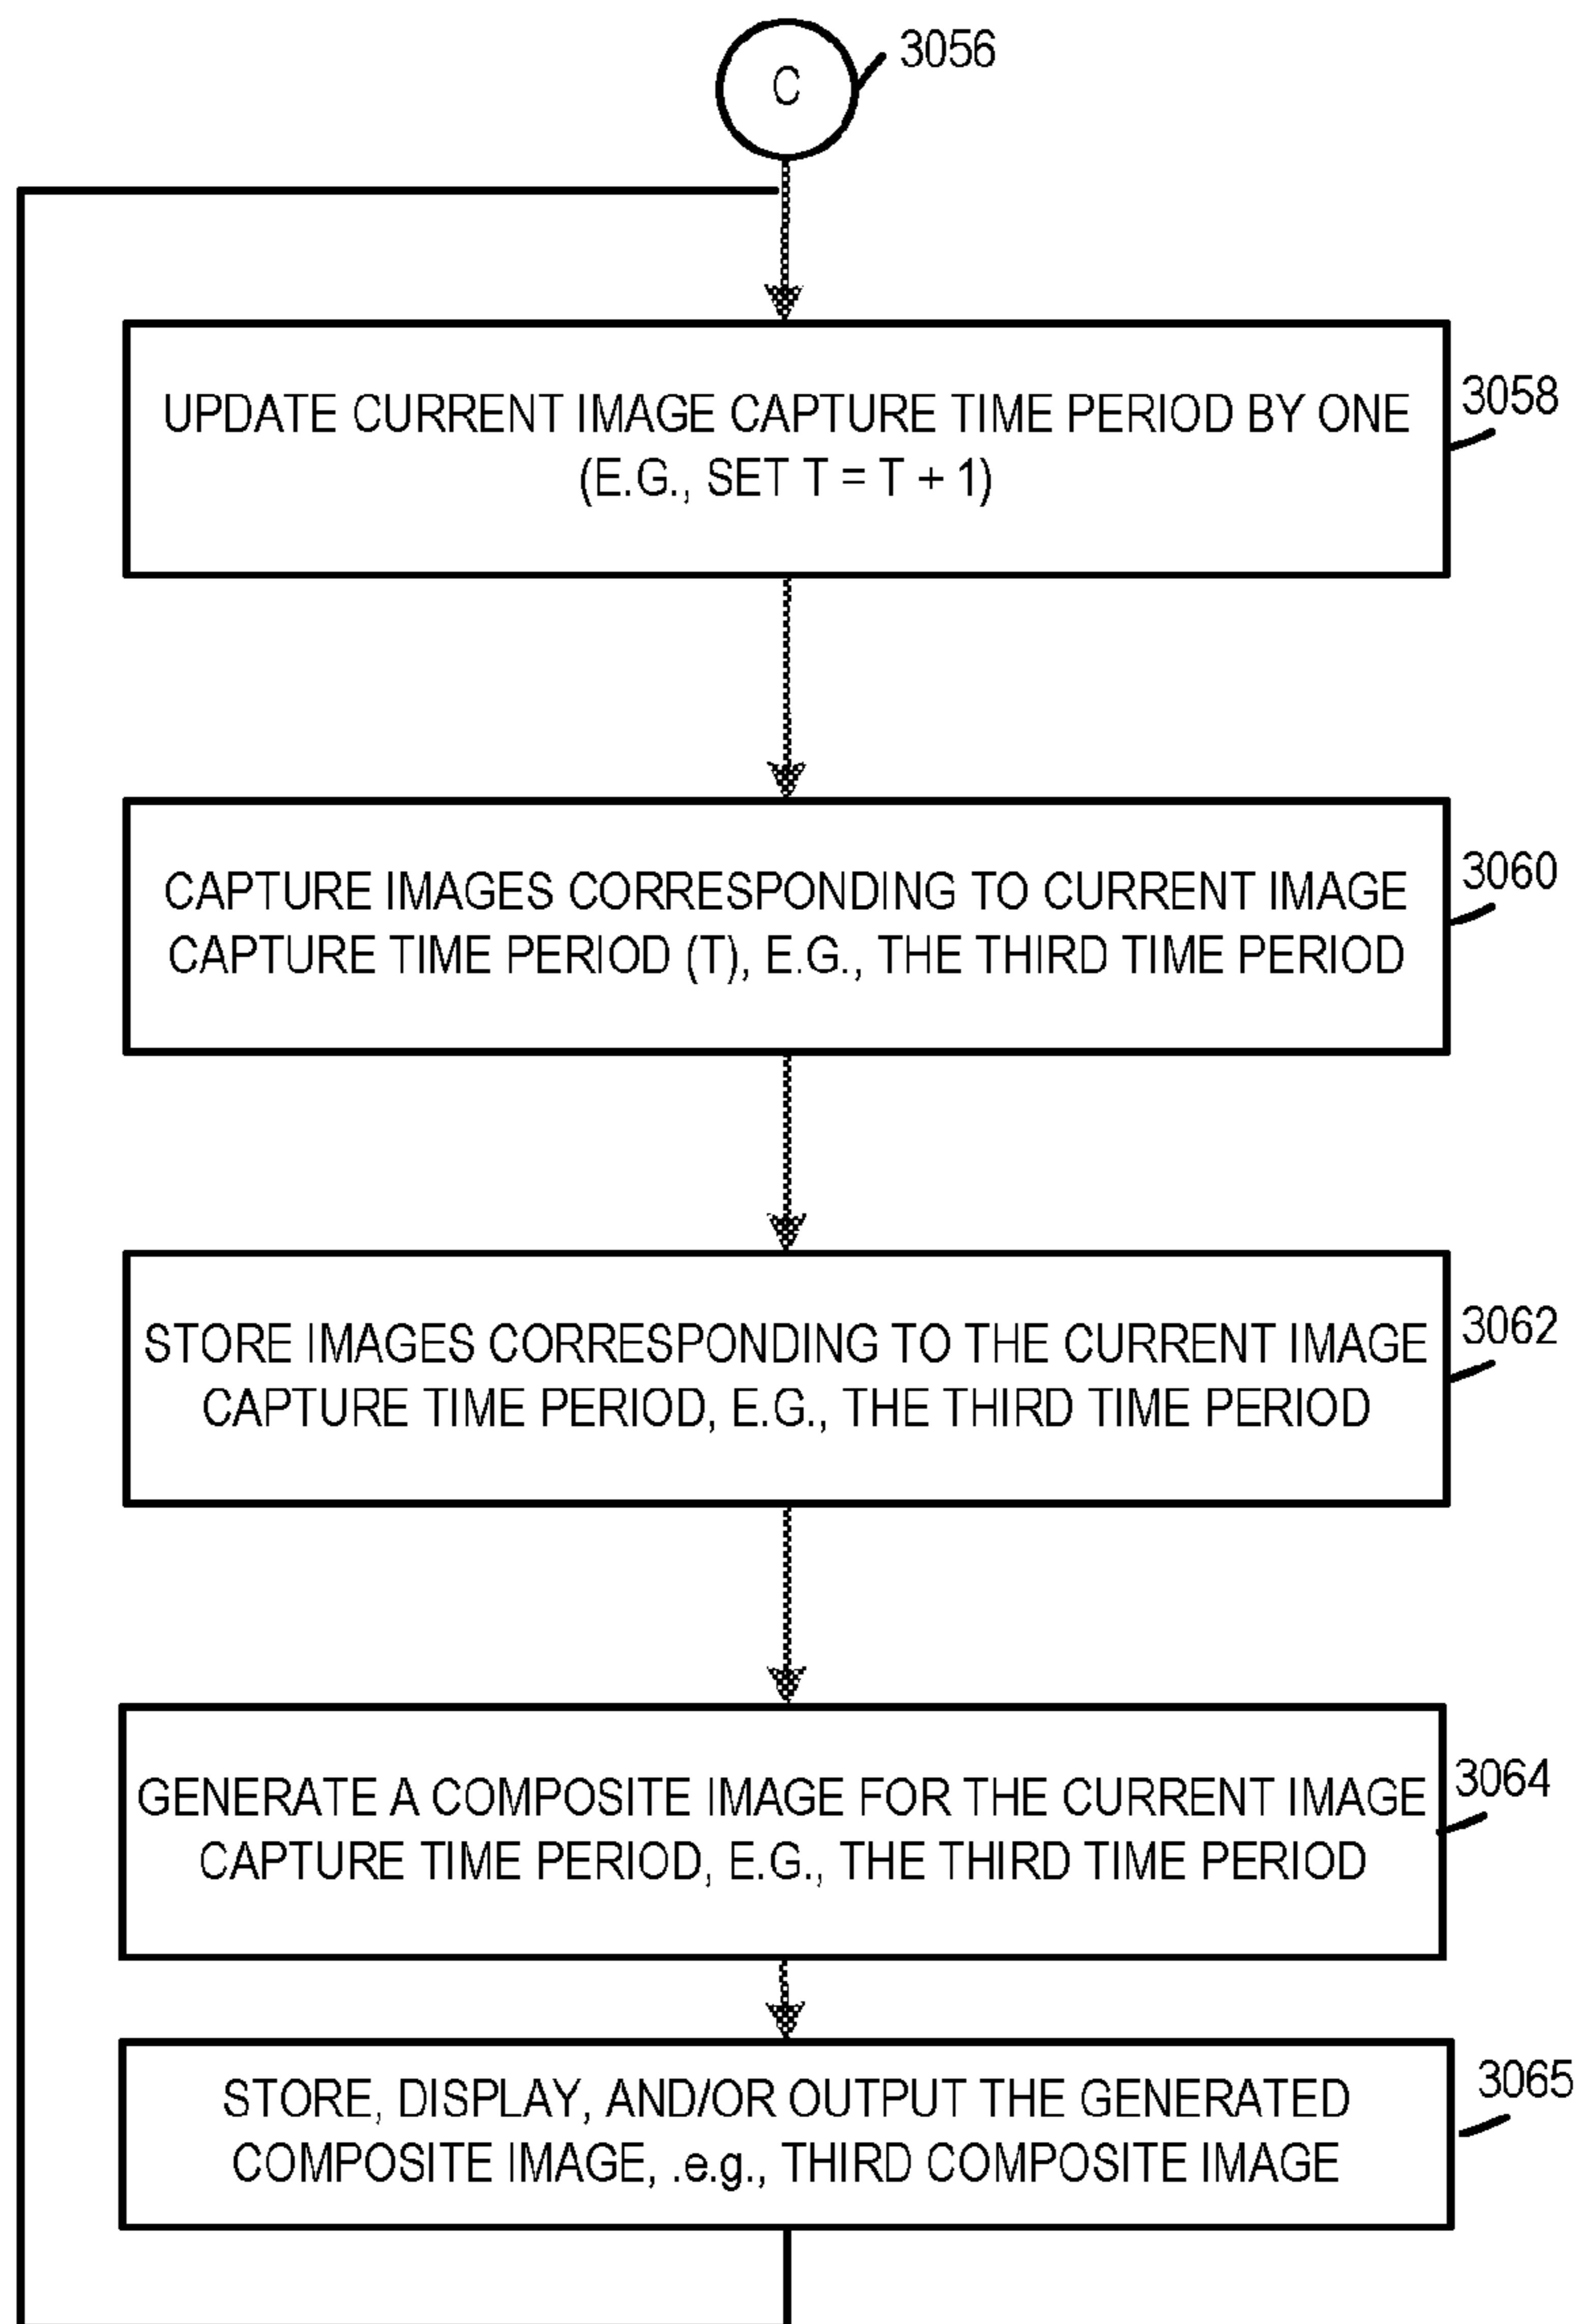 C
3056
UPDATE CURRENT IMAGE CAPTURE TIME PERIOD BY ONE
(E.G., SET T = T + 1)
3058
CAPTURE IMAGES CORRESPONDING TO CURRENT IMAGE
CAPTURE TIME PERIOD (T), E.G., THE THIRD TIME PERIOD
3060
STORE IMAGES CORRESPONDING TO THE CURRENT IMAGE
CAPTURE TIME PERIOD, E.G., THE THIRD TIME PERIOD
3062
GENERATE A COMPOSITE IMAGE FOR THE CURRENT IMAGE
CAPTURE TIME PERIOD, E.G., THE THIRD TIME PERIOD
3064
STORE, DISPLAY, AND/OR OUTPUT THE GENERATED
COMPOSITE IMAGE, .e.g., THIRD COMPOSITE IMAGE
3065